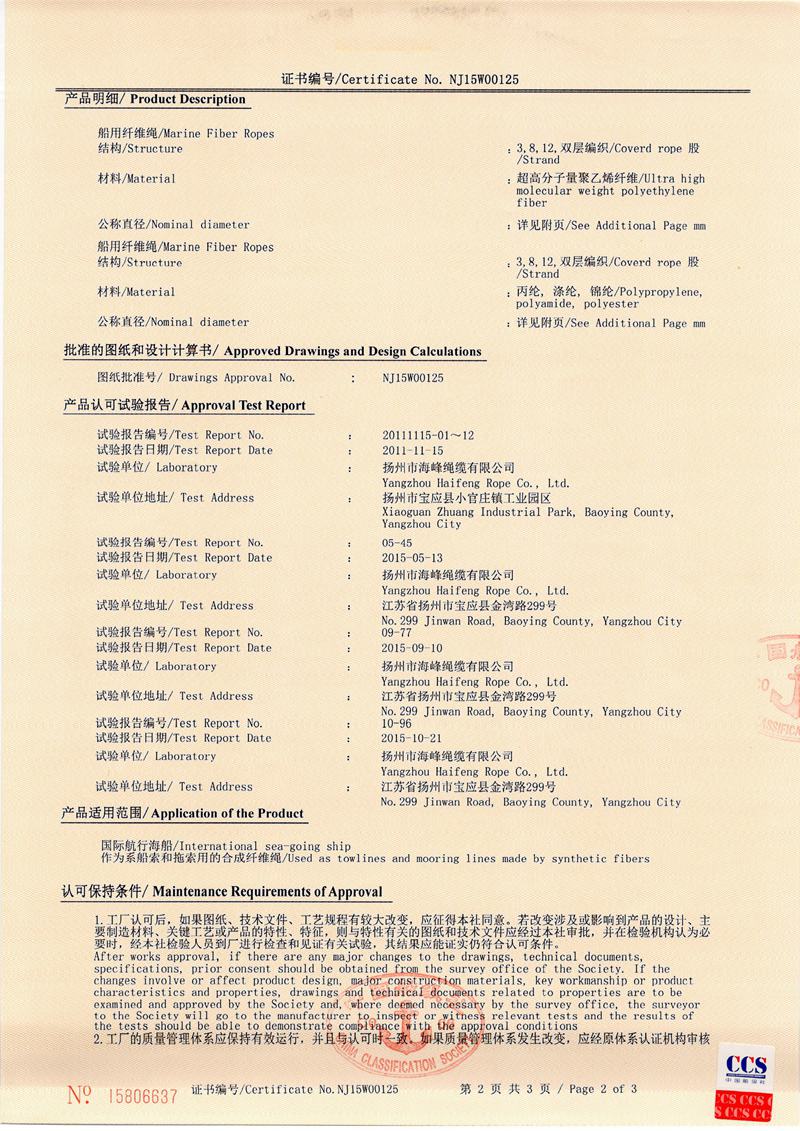 证书编号/Certificate No. NJ15W00125
产品明细/ Product Description
船用纤维绳/Marine Fiber Ropes
结构/Structure : 3,8,12,双层编织/Coverd rope 股
/Strand
材料/Material : 超高分子量聚乙烯纤维/Ultra high
molecular weight polyethylene
fiber
公称直径/Nominal diameter : 详见附页/See Additional Page mm
船用纤维绳/Marine Fiber Ropes
结构/Structure : 3,8,12,双层编织/Coverd rope 股
/Strand
材料/Material : 丙纶, 涤纶, 锦纶/Polypropylene,
polyamide, polyester
公称直径/Nominal diameter : 详见附页/See Additional Page mm
批准的图纸和设计计算书/ Approved Drawings and Design Calculations
图纸批准号/ Drawings Approval No. : NJ15W00125
产品认可试验报告/ Approval Test Report
试验报告编号/Test Report No. : 20111115-01～12
试验报告日期/Test Report Date : 2011-11-15
试验单位/ Laboratory : 扬州市海峰绳缆有限公司
Yangzhou Haifeng Rope Co., Ltd.
试验单位地址/ Test Address : 扬州市宝应县小官庄镇工业园区
Xiaoguan Zhuang Industrial Park, Baoying County,
Yangzhou City
试验报告编号/Test Report No. : 05-45
试验报告日期/Test Report Date : 2015-05-13
试验单位/ Laboratory : 扬州市海峰绳缆有限公司
Yangzhou Haifeng Rope Co., Ltd.
试验单位地址/ Test Address : 江苏省扬州市宝应县金湾路299号
No.299 Jinwan Road, Baoying County, Yangzhou City
试验报告编号/Test Report No. : 09-77
试验报告日期/Test Report Date : 2015-09-10
试验单位/ Laboratory : 扬州市海峰绳缆有限公司
Yangzhou Haifeng Rope Co., Ltd.
试验单位地址/ Test Address : 江苏省扬州市宝应县金湾路299号
No.299 Jinwan Road, Baoying County, Yangzhou City
试验报告编号/Test Report No. : 10-96
试验报告日期/Test Report Date : 2015-10-21
试验单位/ Laboratory : 扬州市海峰绳缆有限公司
Yangzhou Haifeng Rope Co., Ltd.
试验单位地址/ Test Address : 江苏省扬州市宝应县金湾路299号
No.299 Jinwan Road, Baoying County, Yangzhou City
产品适用范围/ Application of the Product
国际航行海船/International sea-going ship
作为系船索和拖索用的合成纤维绳/Used as towlines and mooring lines made by synthetic fibers
认可保持条件/ Maintenance Requirements of Approval
1.工厂认可后, 如果图纸、技术文件、工艺规程有较大改变, 应征得本社同意。若改变涉及或影响到产品的设计、主
要制造材料、关键工艺或产品的特性、特征, 则与特性有关的图纸和技术文件应经过本社审批, 并在检验机构认为必
要时, 经本社检验人员到厂进行检查和见证有关试验, 其结果应能证实仍符合认可条件。
After works approval, if there are any major changes to the drawings, technical documents,
specifications, prior consent should be obtained from the survey office of the Society. If the
changes involve or affect product design, major construction materials, key workmanship or product
characteristics and properties, drawings and technical documents related to properties are to be
examined and approved by the Society and, where deemed necessary by the survey office, the surveyor
to the Society will go to the manufacturer to inspect or witness relevant tests and the results of
the tests should be able to demonstrate compliance with the approval conditions
2.工厂的质量管理体系应保持有效运行, 并且与认可时一致。如果质量管理体系发生改变, 应经原体系认证机构审核
CHINA CLASSIFICATION SOCIETY
CCS
中国船级社
CCS CCS
CCS CCS
№ 15806637 证书编号/Certificate No.NJ15W00125 第 2 页 共 3 页 / Page 2 of 3